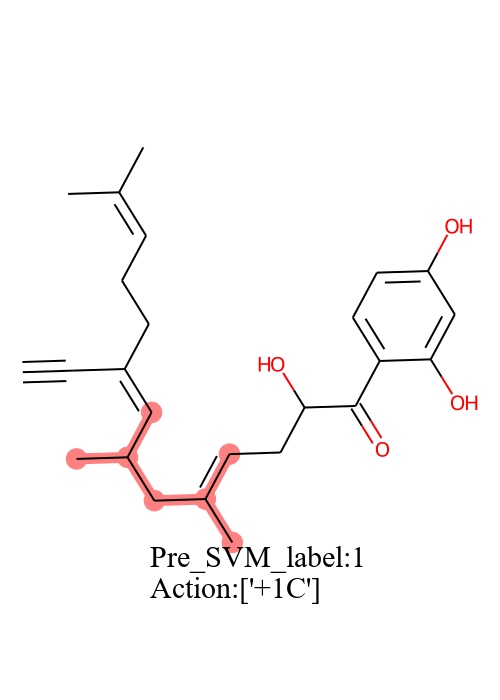 OH
HO
OH
O
Pre_SVM_label:1
Action:['+1C']